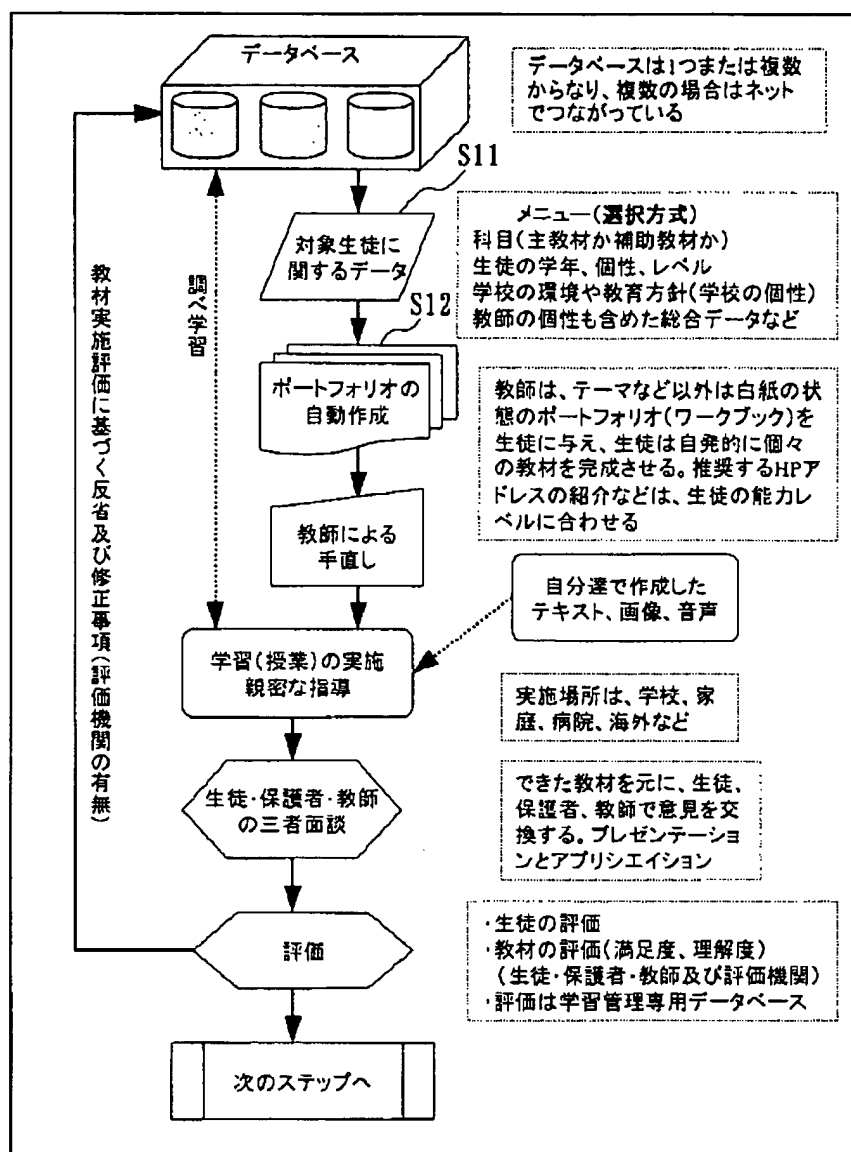 データベース
データベースは1つまたは複数
からなり、複数の場合はネット
でつながっている
S11
対象生徒に
関するデータ
メニュー(選択方式)
科目(主教材か補助教材か)
生徒の学年、個性、レベル
学校の環境や教育方針(学校の個性)
教師の個性も含めた総合データなど
S12
ポートフォリオの
自動作成
教師は、テーマなど以外は白紙の状
態のポートフォリオ(ワークブック)を
生徒に与え、生徒は自発的に個々
の教材を完成させる。推奨するHPア
ドレスの紹介などは、生徒の能力レ
ベルに合わせる
教師による
手直し
自分達で作成した
テキスト、画像、音声
調べ学習
教材実施評価に基づく反省及び修正事項(評価機関の有無)
学習(授業)の実施
親密な指導
実施場所は、学校、家
庭、病院、海外など
生徒・保護者・教師
の三者面談
できた教材を元に、生徒、
保護者、教師で意見を交
換する。プレゼンテーショ
ンとアプリシエイション
評価
・生徒の評価
・教材の評価(満足度、理解度)
(生徒・保護者・教師及び評価機関)
・評価は学習管理専用データベース
次のステップへ